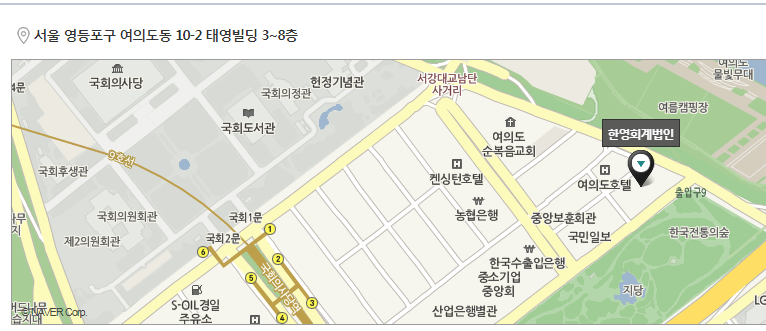 서울 영등포구 여의도동 10-2 태영빌딩 3~8층
4문
국회의사당
헌정기념관
국회의정관
국회도서관
서강대교남단
사거리
여의도
물빛무대
여름캠핑장
한영회계법인
여의도
순복음교회
9호선
국회후생관
켄싱턴호텔
여의도호텔
출입구9
농협은행
중앙보훈회관
국회의원회관
국회1문
국회2문
제2의원회관
국민일보
한국전통의숲
1
2
3
4
5
6
국회의사당역
한국수출입은행
중소기업
중앙회
지당
S-OIL경일
주유소
산업은행별관
LG
© NAVER Corp.